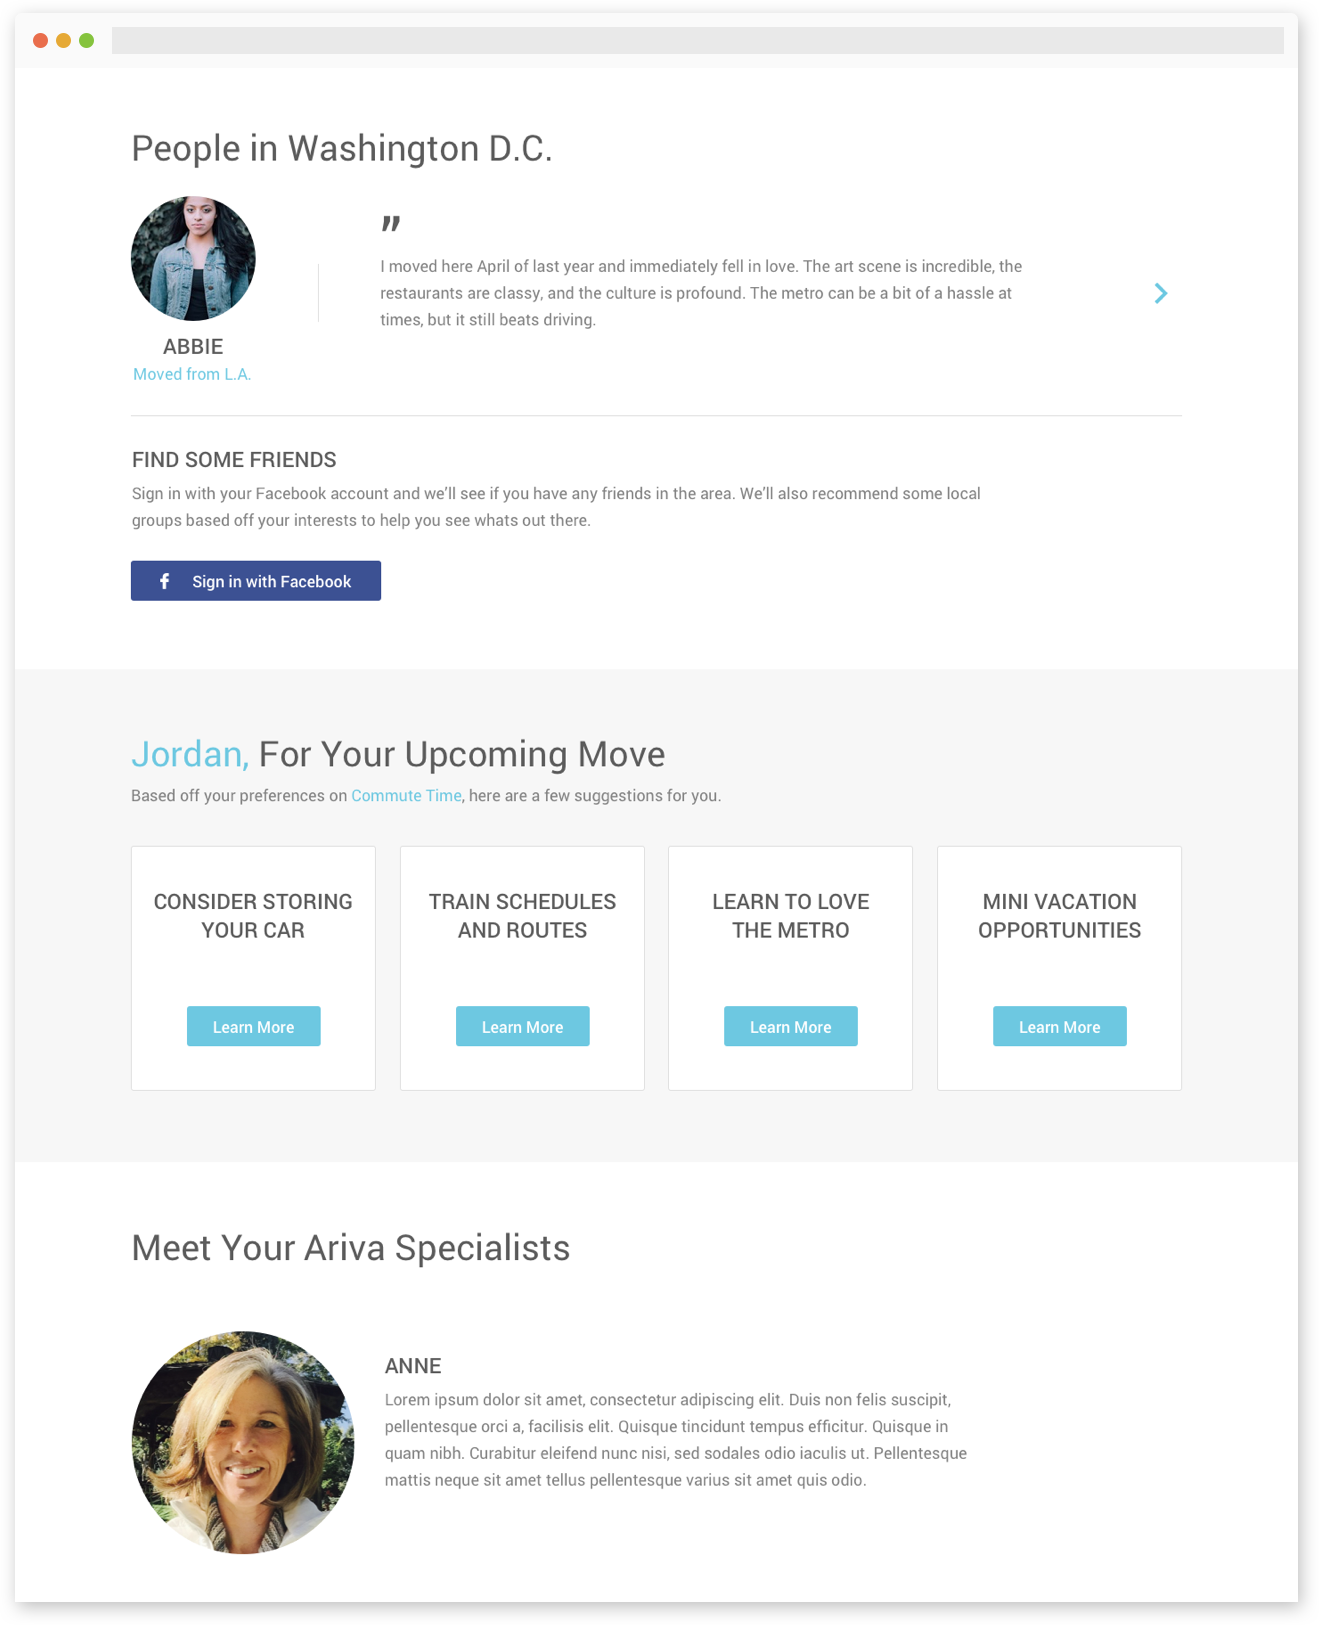 People in Washington D.C.
”
I moved here April of last year and immediately fell in love. The art scene is incredible, the
restaurants are classy, and the culture is profound. The metro can be a bit of a hassle at
times, but it still beats driving.
ABBIE
Moved from L.A.
FIND SOME FRIENDS
Sign in with your Facebook account and we’ll see if you have any friends in the area. We’ll also recommend some local
groups based off your interests to help you see whats out there.
f Sign in with Facebook
Jordan, For Your Upcoming Move
Based off your preferences on Commute Time, here are a few suggestions for you.
CONSIDER STORING
YOUR CAR
Learn More
TRAIN SCHEDULES
AND ROUTES
Learn More
LEARN TO LOVE
THE METRO
Learn More
MINI VACATION
OPPORTUNITIES
Learn More
Meet Your Ariva Specialists
ANNE
Lorem ipsum dolor sit amet, consectetur adipiscing elit. Duis non felis suscipit,
pellentesque orci a, facilisis elit. Quisque tincidunt tempus efficitur. Quisque in
quam nibh. Curabitur eleifend nunc nisi, sed sodales odio iaculis ut. Pellentesque
mattis neque sit amet tellus pellentesque varius sit amet quis odio.